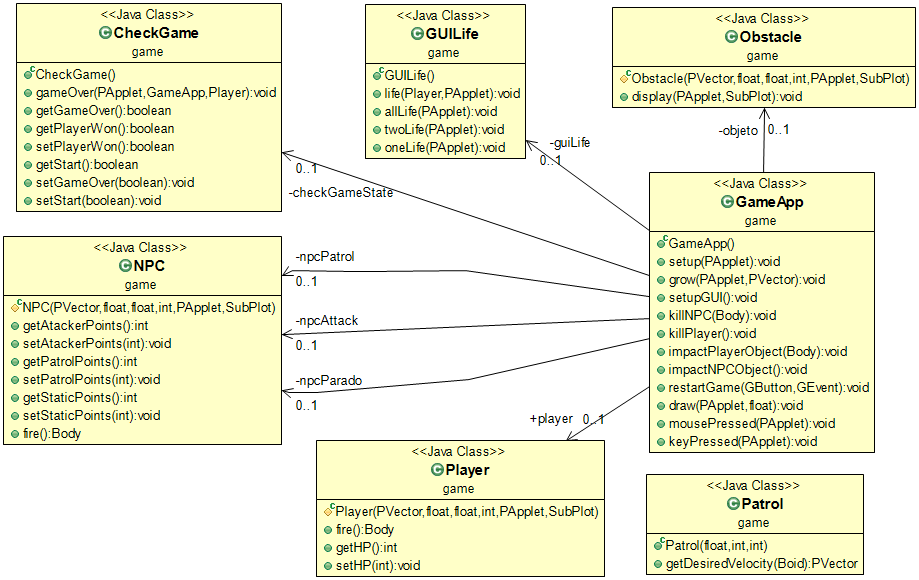 <<Java Class>>
CheckGame
game
CheckGame()
gameOver(PApplet,GameApp,Player):void
getGameOver():boolean
getPlayerWon():boolean
setPlayerWon():boolean
getStart():boolean
setGameOver(boolean):void
setStart(boolean):void
<<Java Class>>
GUILife
game
GUILife()
life(Player,PApplet):void
allLife(PApplet):void
twoLife(PApplet):void
oneLife(PApplet):void
<<Java Class>>
Obstacle
game
Obstacle(PVector,float,float,int,PApplet,SubPlot)
display(PApplet,SubPlot):void
-objeto
0..1
-guiLife
0..1
0..1
-checkGameState
<<Java Class>>
GameApp
game
GameApp()
setup(PApplet):void
grow(PApplet,PVector):void
setupGUI():void
killNPC(Body):void
killPlayer():void
impactPlayerObject(Body):void
impactNPCObject():void
restartGame(GButton,GEvent):void
draw(PApplet,float):void
mousePressed(PApplet):void
keyPressed(PApplet):void
<<Java Class>>
NPC
game
NPC(PVector,float,float,int,PApplet,SubPlot)
getAtackerPoints():int
setAtackerPoints(int):void
getPatrolPoints():int
setPatrolPoints(int):void
getStaticPoints():int
setStaticPoints(int):void
fire():Body
-npcPatrol
0..1
-npcAttack
0..1
-npcParado
0..1
+player
0..1
<<Java Class>>
Player
game
Player(PVector,float,float,int,PApplet,SubPlot)
fire():Body
getHP():int
setHP(int):void
<<Java Class>>
Patrol
game
Patrol(float,int,int)
getDesiredVelocity(Boid):PVector